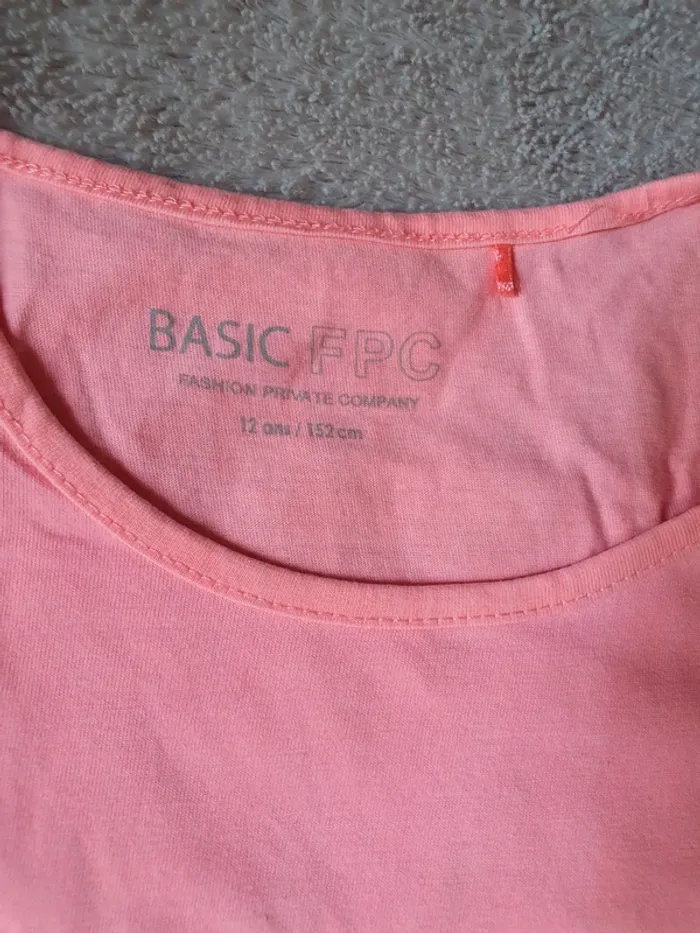 BASIC FPC
FASHION PRIVATE COMPANY
12 ans / 152 cm